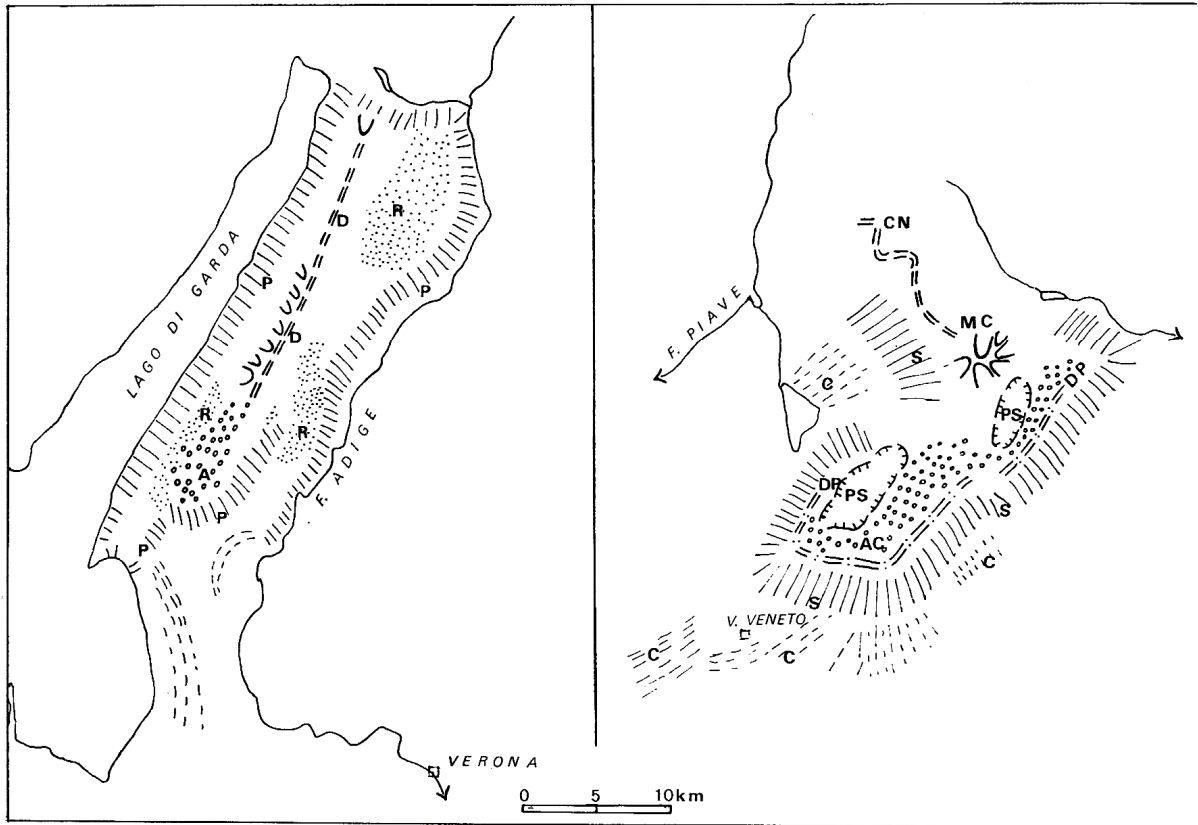 LAGO DI GARDA
D
R
P
P
D
R
R
A
P
P
F. ADIGE
VERONA
0 5 10km
CN
F. PIAVE
MC
S
C
DP
PS
DP
PS
AC
S
C
S
V. VENETO
C
C